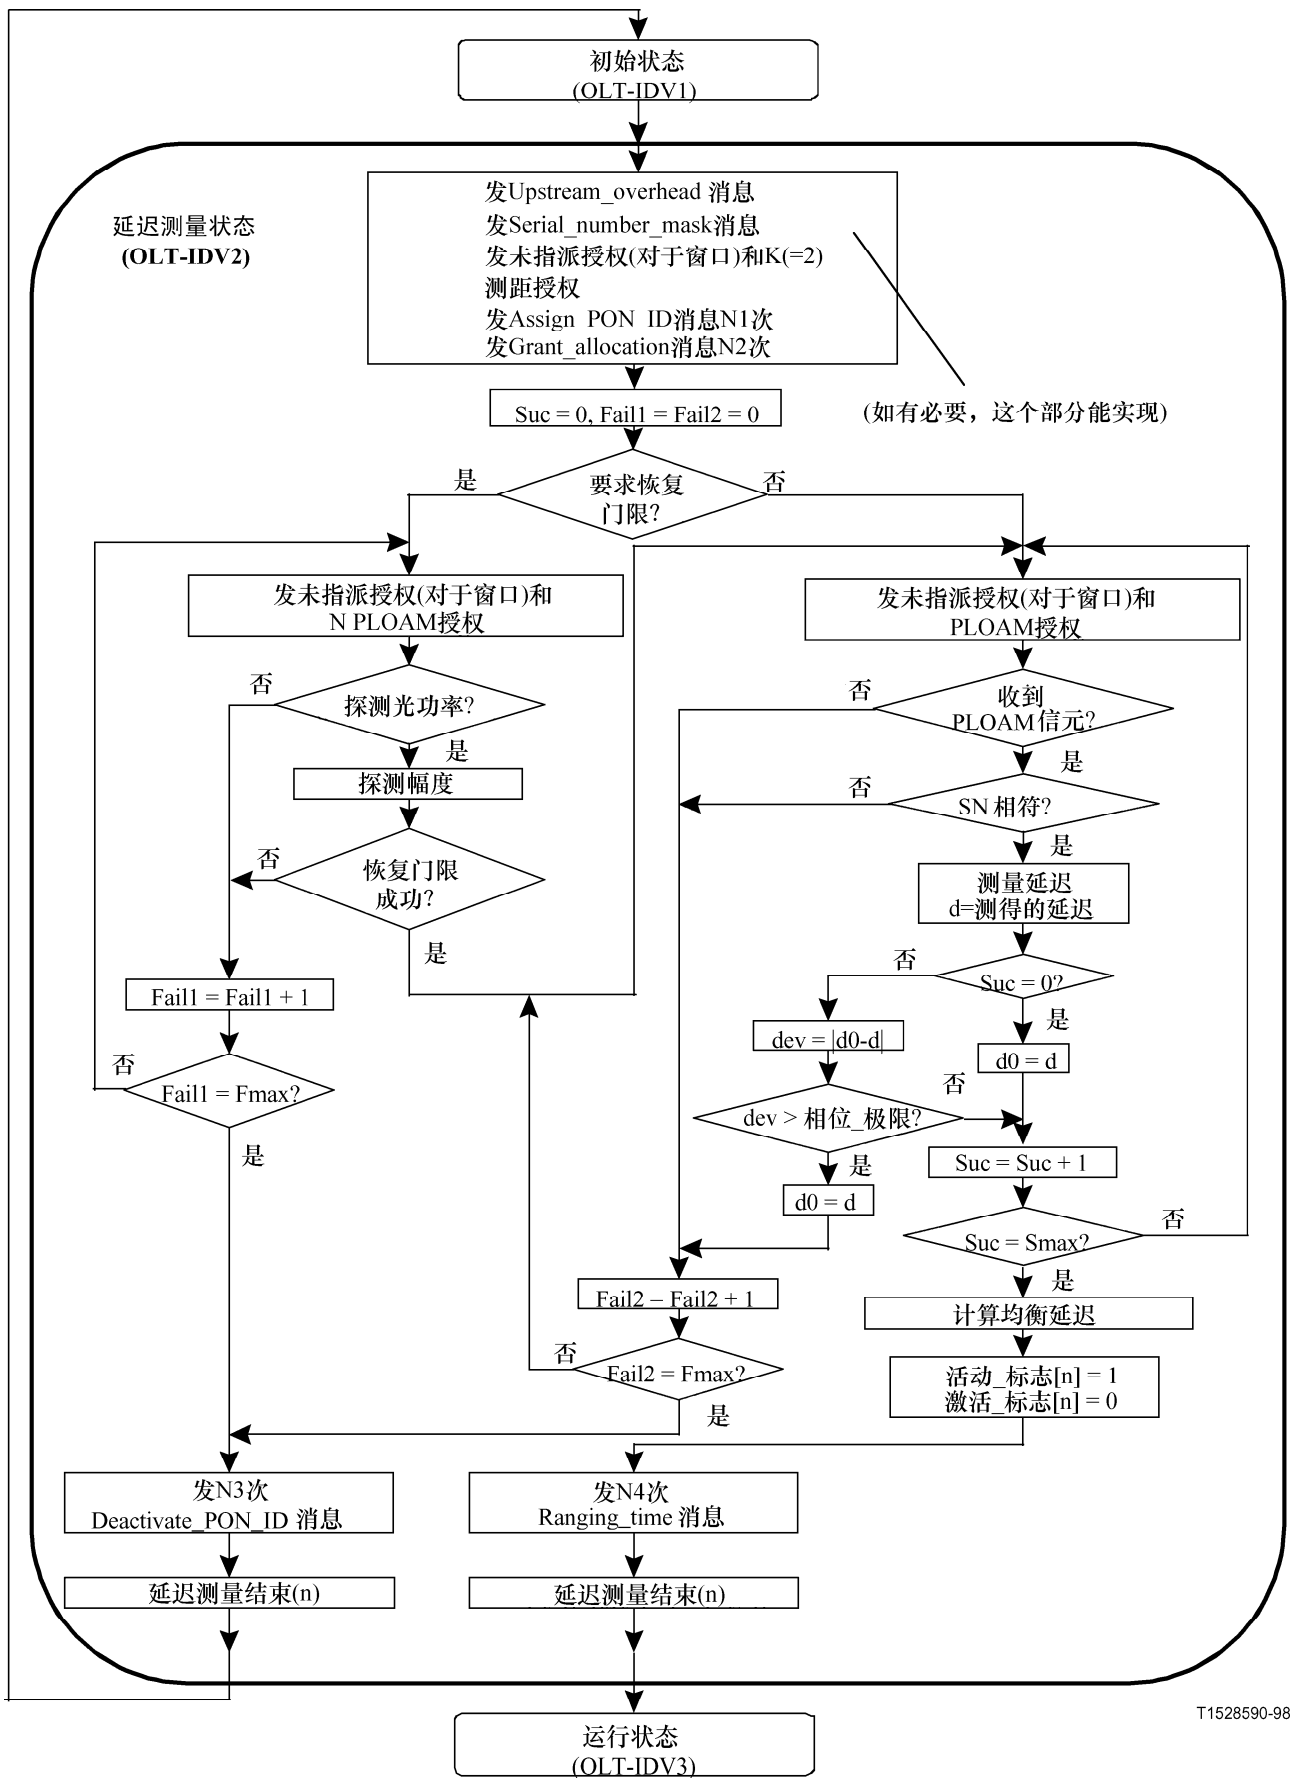 初始状态
(OLT-IDV1)
延迟测量状态
(OLT-IDV2)
发Upstream_overhead 消息
发Serial_number_mask消息
发未指派授权(对于窗口)和K(=2)
测距授权
发Assign_PON_ID消息N1次
发Grant_allocation消息N2次
(如有必要，这个部分能实现)
Suc = 0, Fail1 = Fail2 = 0
要求恢复
门限?
是
否
发未指派授权(对于窗口)和
N PLOAM授权
探测光功率?
否
是
探测幅度
恢复门限
成功?
否
是
Fail1 = Fail1 + 1
Fail1 = Fmax?
否
是
发未指派授权(对于窗口)和
PLOAM授权
收到
PLOAM信元?
否
是
SN 相符?
否
是
测量延迟
d=测得的延迟
Suc = 0?
否
是
dev = |d0-d|
d0 = d
dev > 相位_极限?
否
是
d0 = d
Suc = Suc + 1
Suc = Smax?
否
是
Fail2 – Fail2 + 1
Fail2 = Fmax?
否
是
计算均衡延迟
活动_标志[n] = 1
激活_标志[n] = 0
发N3次
Deactivate_PON_ID 消息
延迟测量结束(n)
发N4次
Ranging_time 消息
延迟测量结束(n)
运行状态
(OLT-IDV3)
T1528590-98